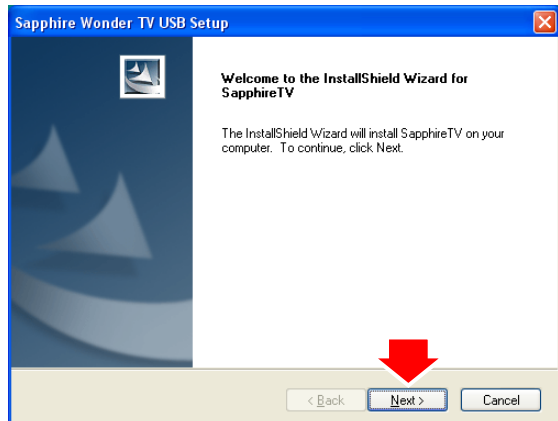 Sapphire Wonder TV USB Setup
Welcome to the InstallShield Wizard for
SapphireTV
The InstallShield Wizard will install SapphireTV on your
computer. To continue, click Next.
< Back
Next >
Cancel